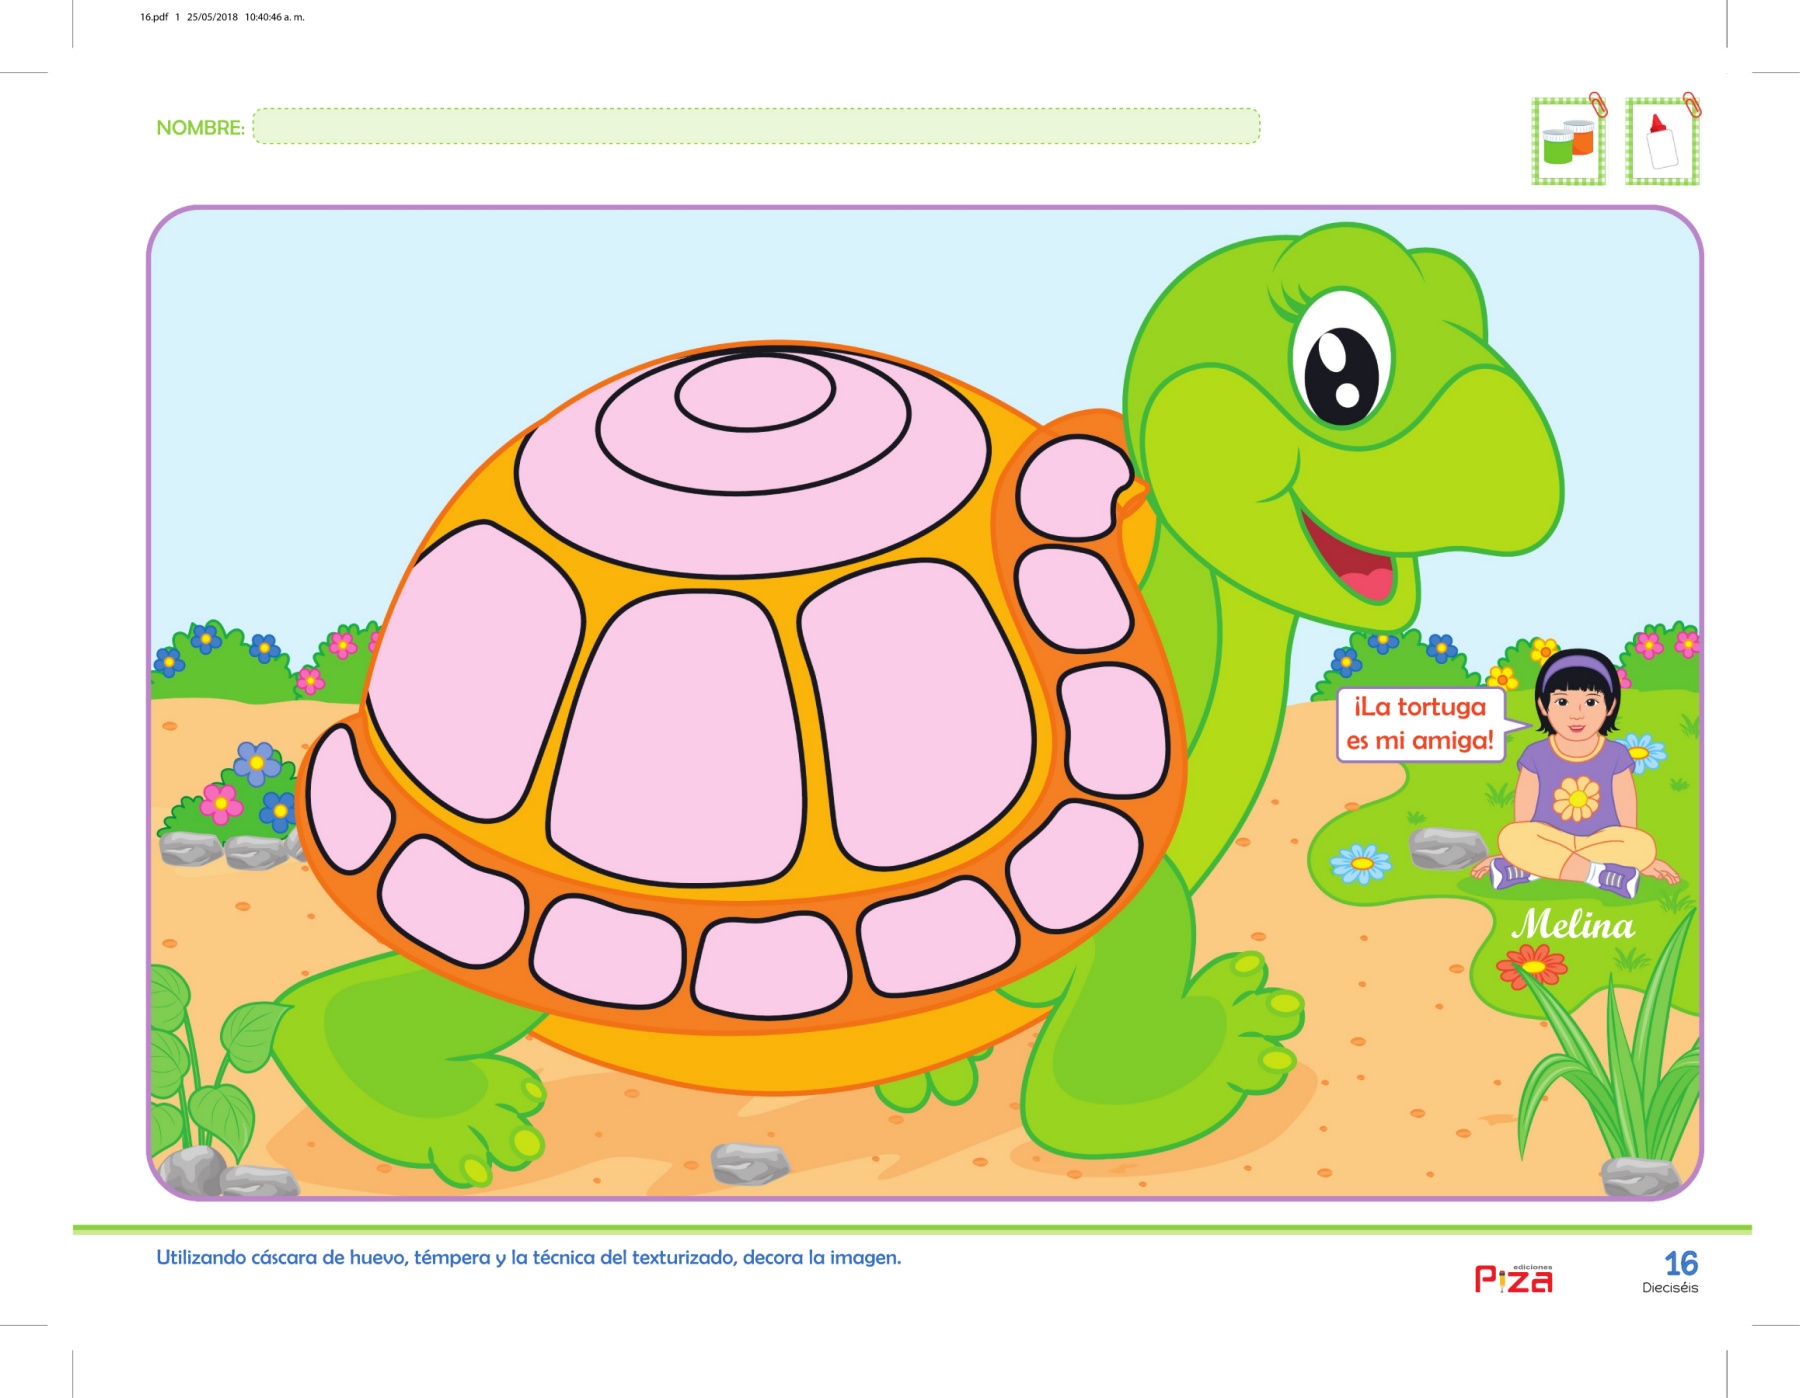 16.pdf 1 25/05/2018 10:40:46 a. m.
NOMBRE:
¡La tortuga
es mi amiga!
Melina
Utilizando cáscara de huevo, témpera y la técnica del texturizado, decora la imagen.
ediciones
Piza
16
Dieciséis